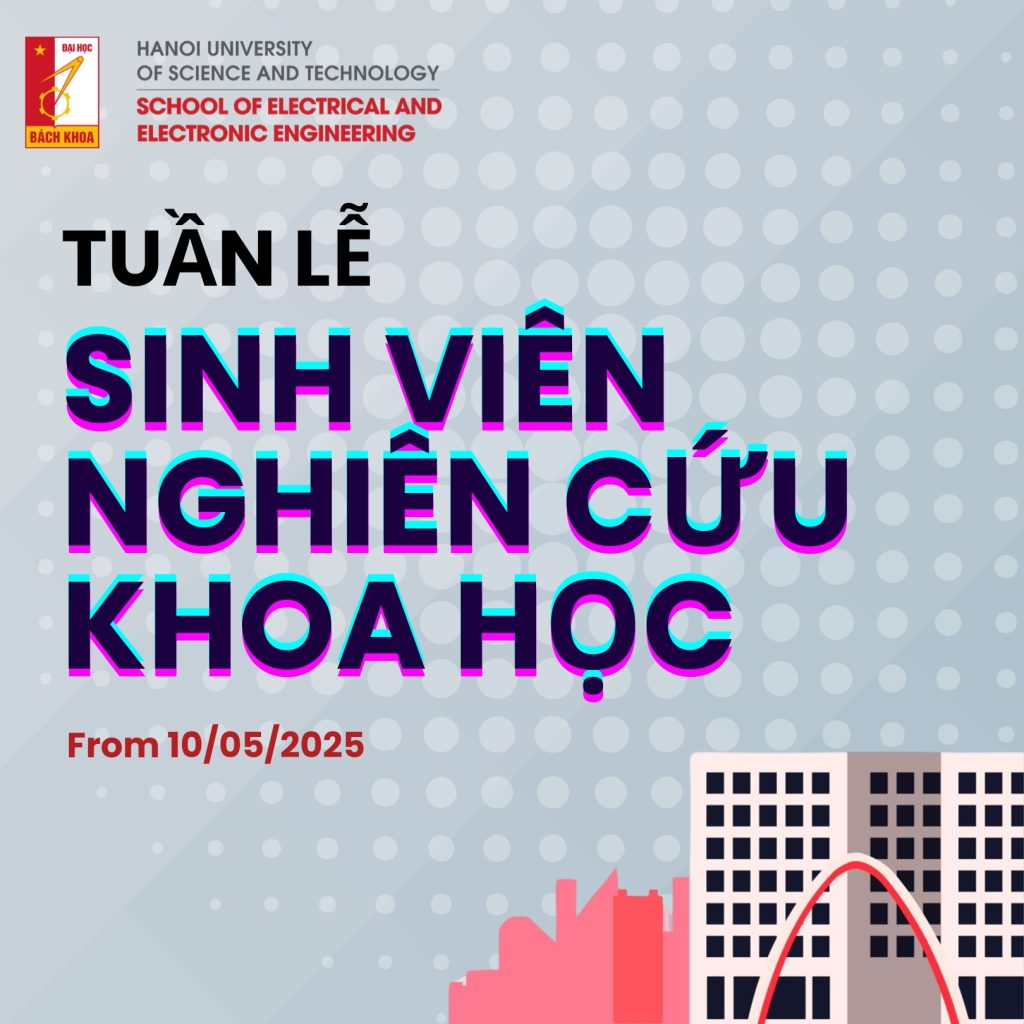 ĐẠI HỌC
BÁCH KHOA
HANOI UNIVERSITY
OF SCIENCE AND TECHNOLOGY
SCHOOL OF ELECTRICAL AND
ELECTRONIC ENGINEERING
TUẦN LỄ
SINH VIÊN
NGHIÊN CỨU
KHOA HỌC
From 10/05/2025